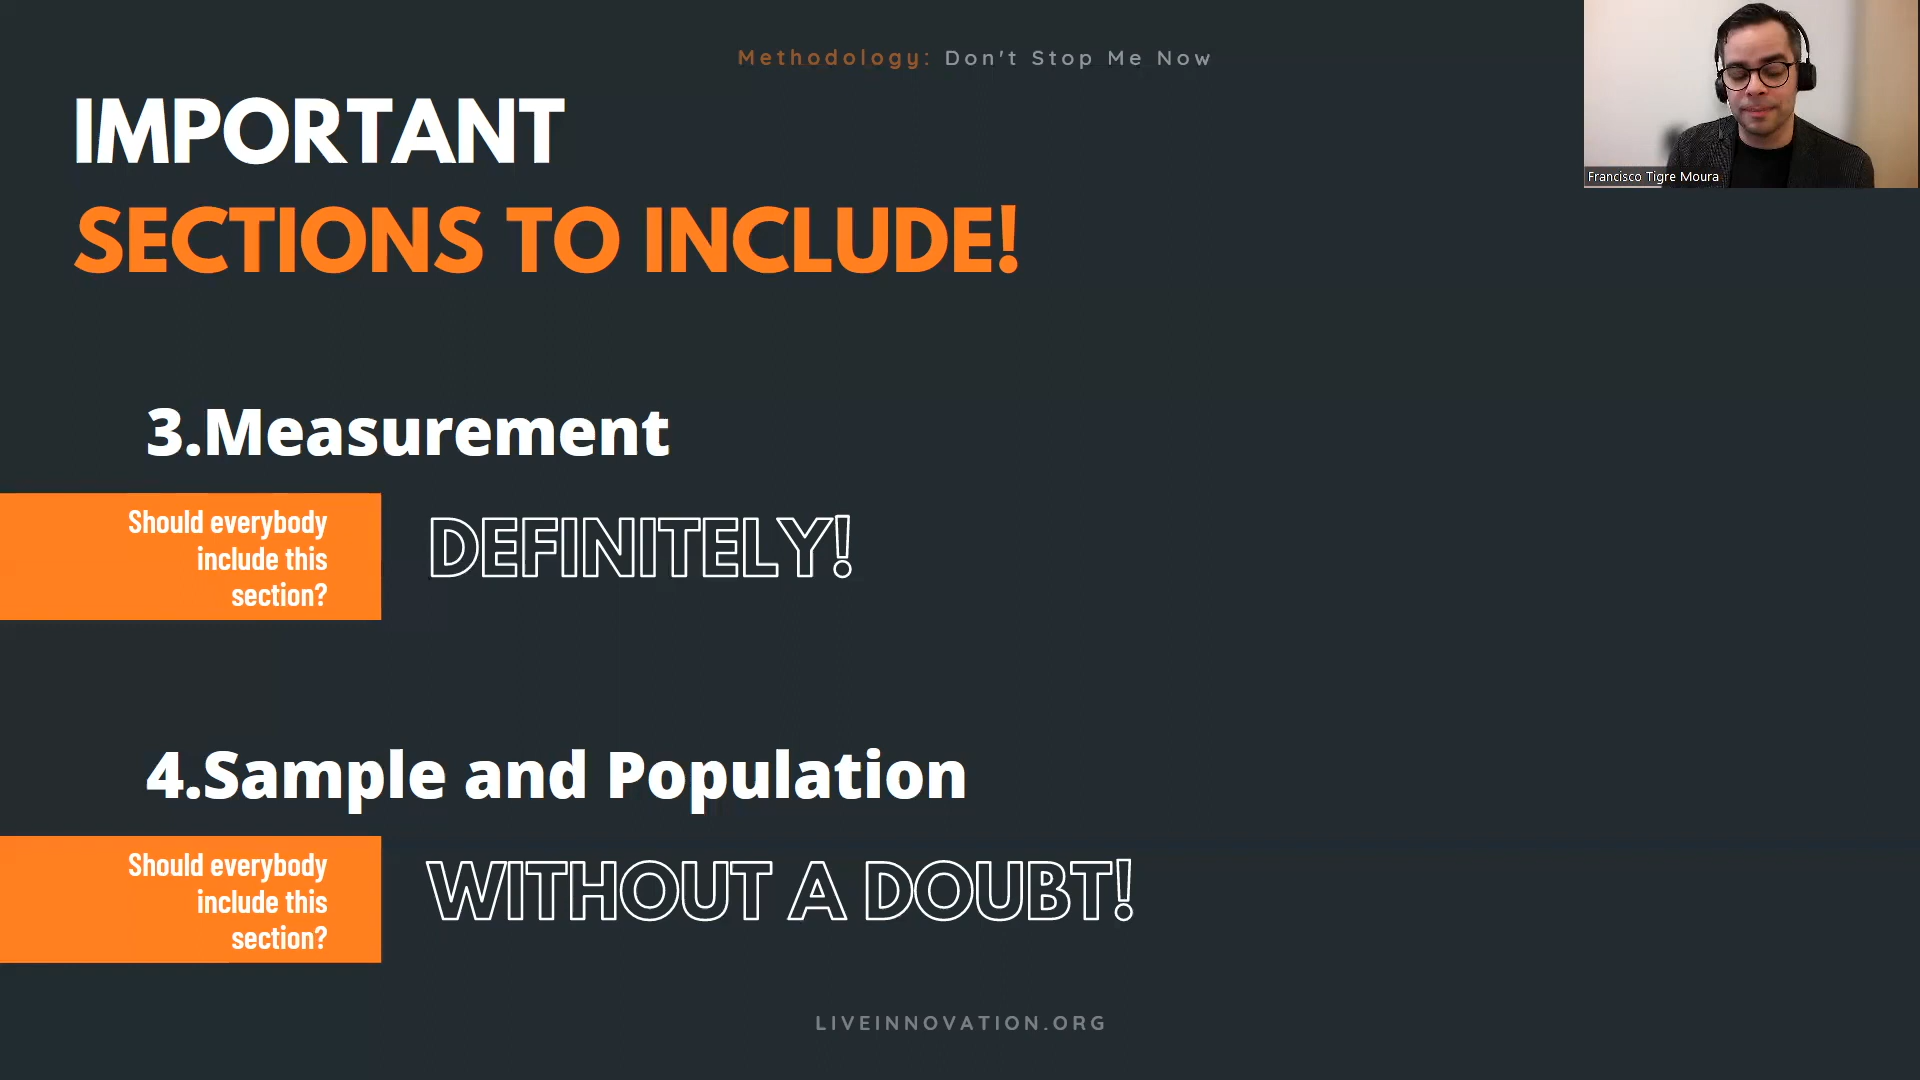 Methodology: Don't Stop Me Now
IMPORTANT
SECTIONS TO INCLUDE!
Francisco Tigre Moura
3.Measurement
Should everybody
include this
section?
DEFINITELY!
4.Sample and Population
Should everybody
include this
section?
WITHOUT A DOUBT!
LIVEINNOVATION.ORG